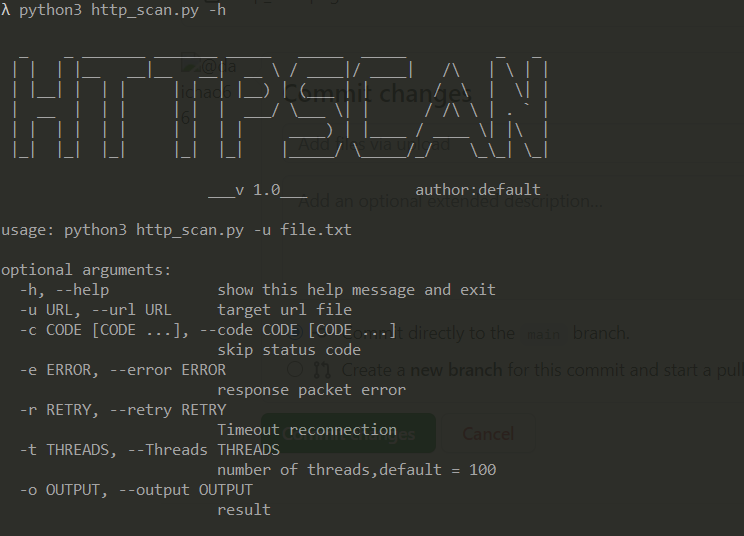 λ python3 http_scan.py -h
HTTPSCAN
___v 1.0___ author:default
usage: python3 http_scan.py -u file.txt
optional arguments:
-h, --help show this help message and exit
-u URL, --url URL target url file
-c CODE [CODE ...], --code CODE [CODE ...]
skip status code
-e ERROR, --error ERROR
response packet error
-r RETRY, --retry RETRY
Timeout reconnection
-t THREADS, --Threads THREADS
number of threads,default = 100
-o OUTPUT, --output OUTPUT
result
Commit changes
Add files via upload
Add an optional extended description...
Commit directly to the main branch.
Create a new branch for this commit and start a pull
Commit changes Cancel